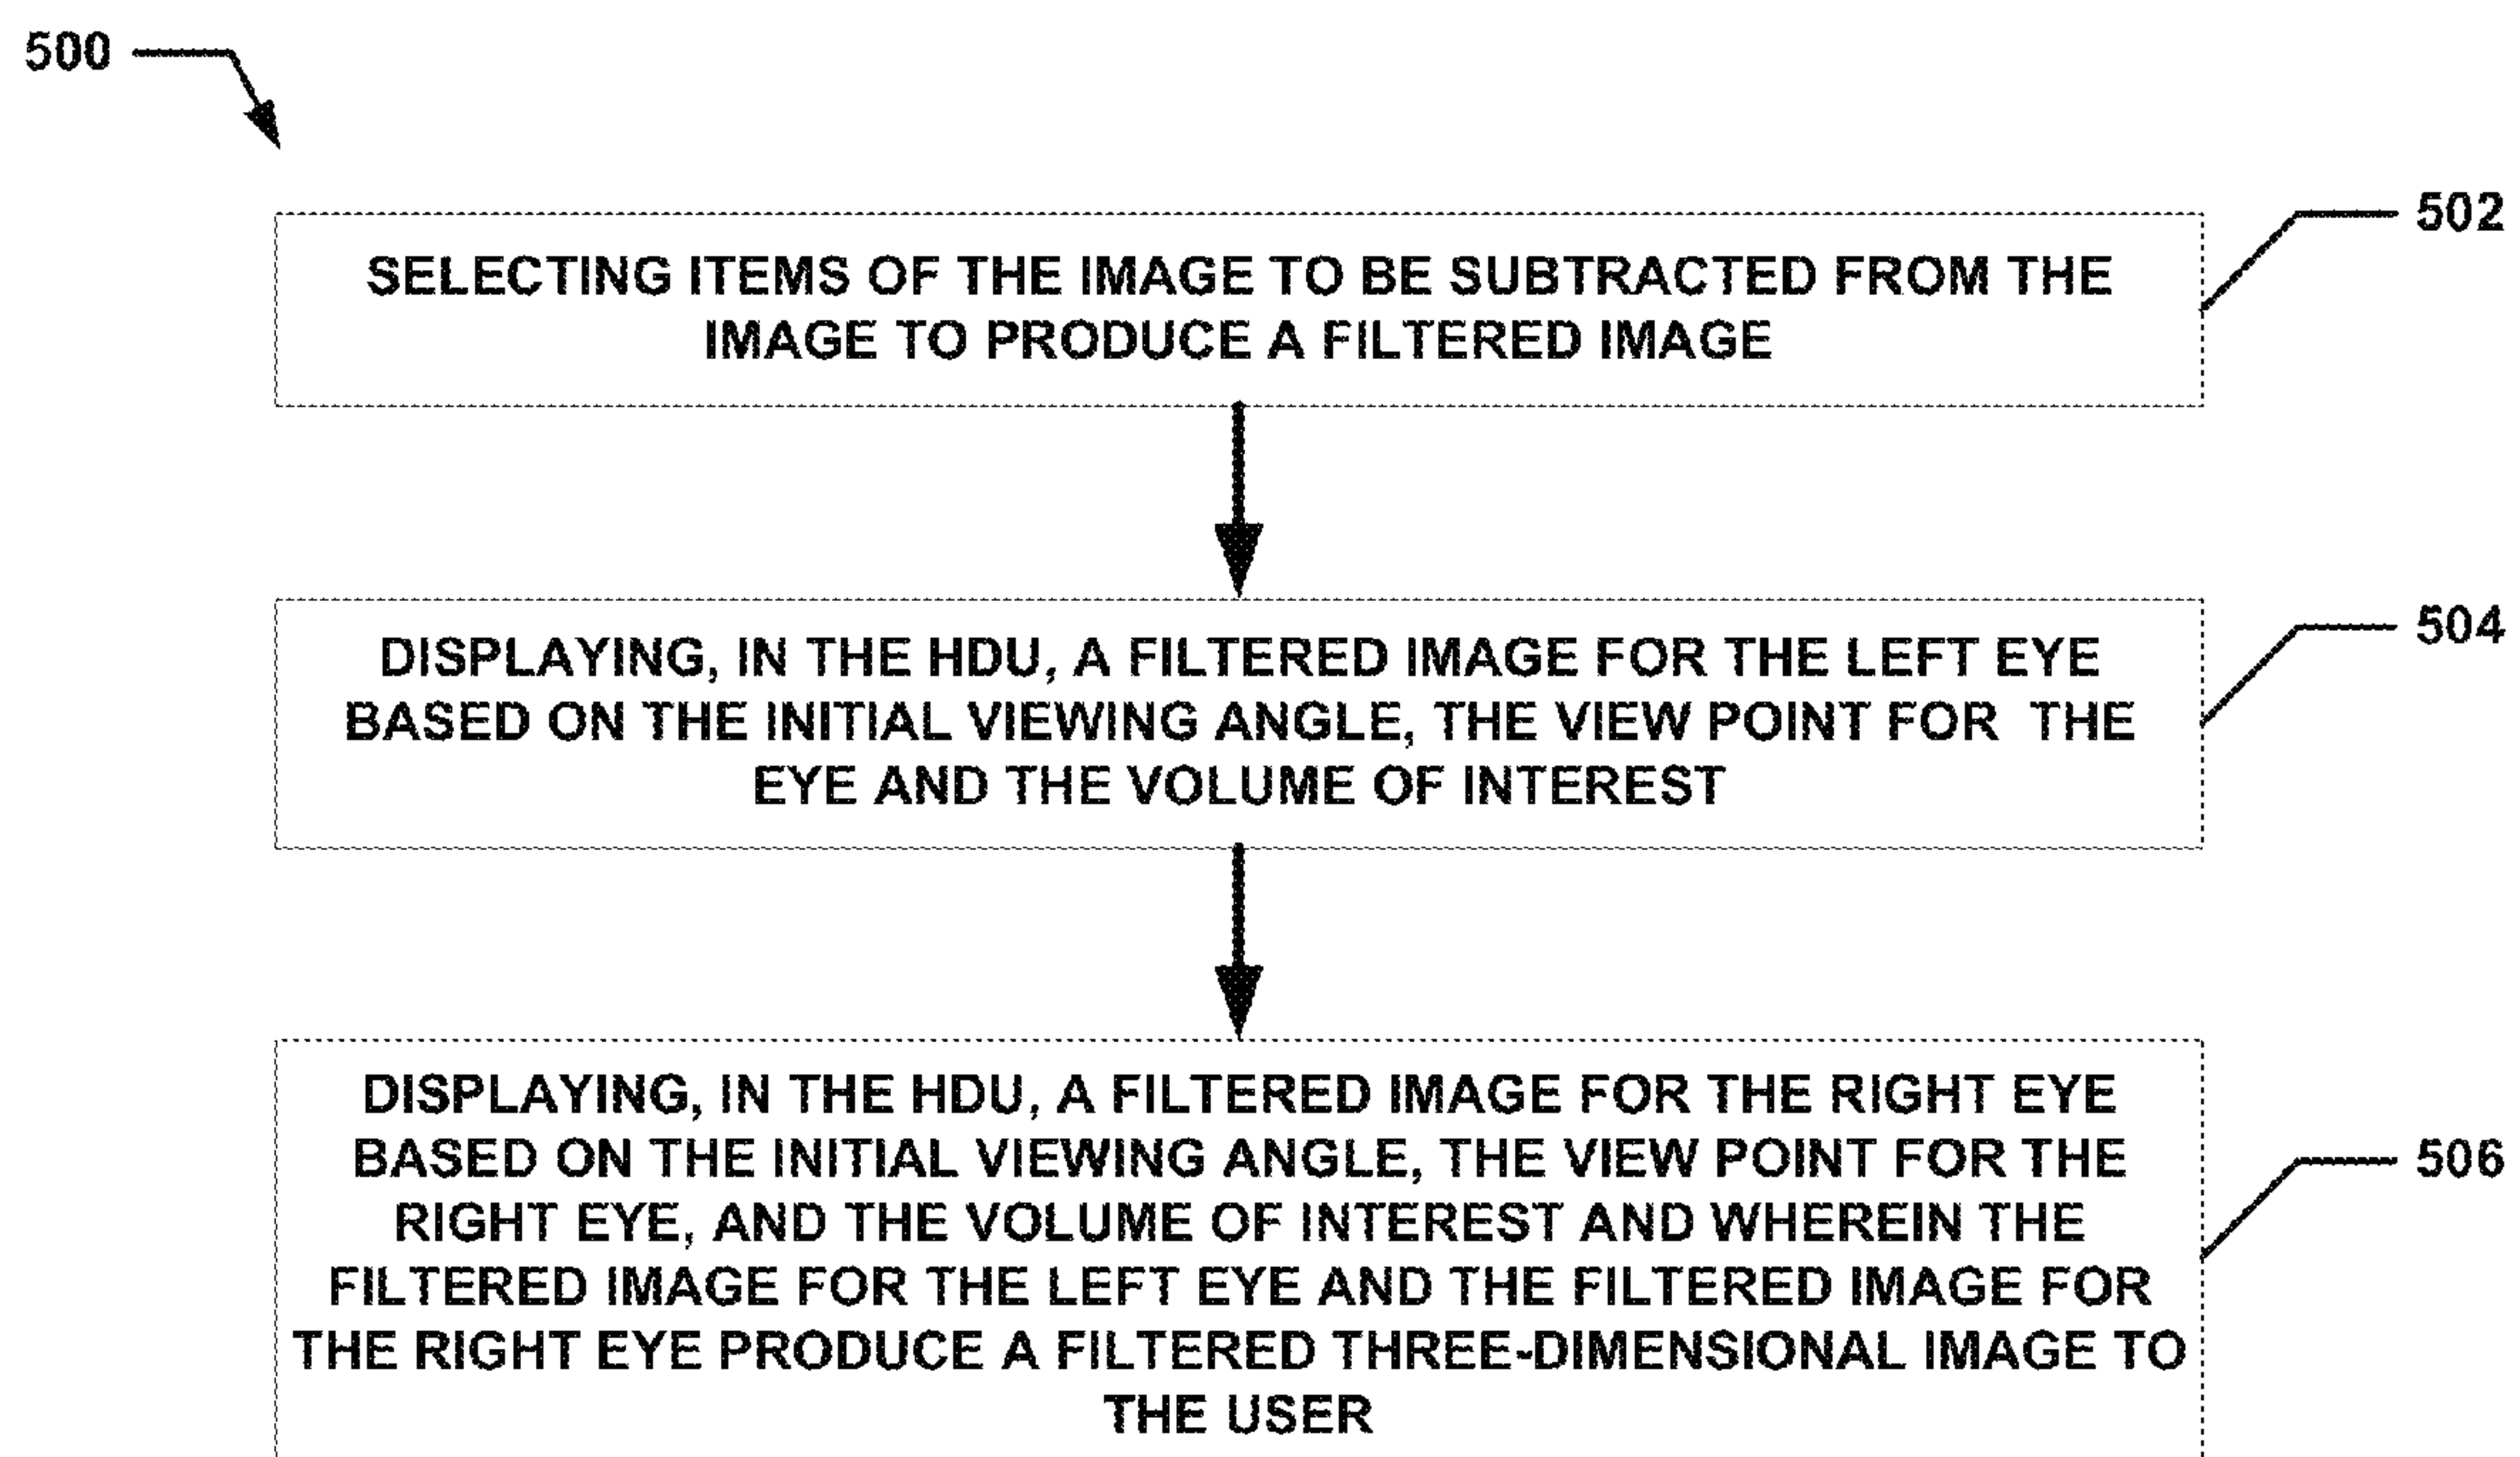 500
502
SELECTING ITEMS OF THE IMAGE TO BE SUBTRACTED FROM THE
IMAGE TO PRODUCE A FILTERED IMAGE
504
DISPLAYING, IN THE HDU, A FILTERED IMAGE FOR THE LEFT EYE
BASED ON THE INITIAL VIEWING ANGLE, THE VIEW POINT FOR THE
EYE AND THE VOLUME OF INTEREST
506
DISPLAYING, IN THE HDU, A FILTERED IMAGE FOR THE RIGHT EYE
BASED ON THE INITIAL VIEWING ANGLE, THE VIEW POINT FOR THE
RIGHT EYE, AND THE VOLUME OF INTEREST AND WHEREIN THE
FILTERED IMAGE FOR THE LEFT EYE AND THE FILTERED IMAGE FOR
THE RIGHT EYE PRODUCE A FILTERED THREE-DIMENSIONAL IMAGE TO
THE USER